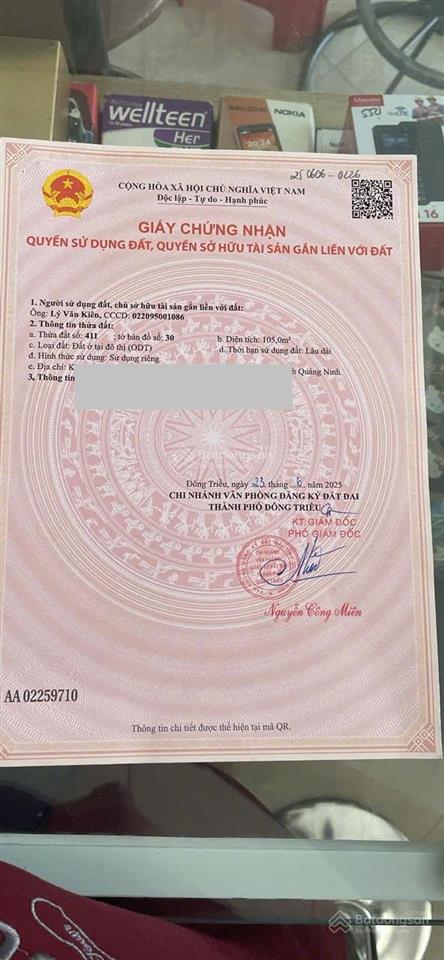 wellteen
Her
NOKIA
CỘNG HÒA XÃ HỘI CHỦ NGHĨA VIỆT NAM
Độc lập - Tự do - Hạnh phúc
GIẤY CHỨNG NHẬN
QUYỀN SỬ DỤNG ĐẤT, QUYỀN SỞ HỮU TÀI SẢN GẮN LIỀN VỚI ĐẤT
1. Người sử dụng đất, chủ sở hữu tài sản gắn liền với đất:
Ông: Lý Văn Kiên, CCCD: 022095001086
2. Thông tin thửa đất:
a. Thửa đất số: 411 ; tờ bản đồ số: 30 b. Diện tích: 105,0m²
c. Loại đất: Đất ở tại đô thị (ODT) d. Thời hạn sử dụng đất: Lâu dài
đ. Hình thức sử dụng: Sử dụng riêng
e. Địa chỉ: K h Quảng Ninh
3. Thông tin
Batdongsan
Đông Triều, ngày 23 tháng 6 năm 2025
CHI NHÁNH VĂN PHÒNG ĐĂNG KÝ ĐẤT ĐAI
THÀNH PHỐ ĐÔNG TRIỀU
KT. GIÁM ĐỐC
PHÓ GIÁM ĐỐC
Nguyễn Công Miên
AA 02259710
Thông tin chi tiết được thể hiện tại mã QR.
Batdongsan